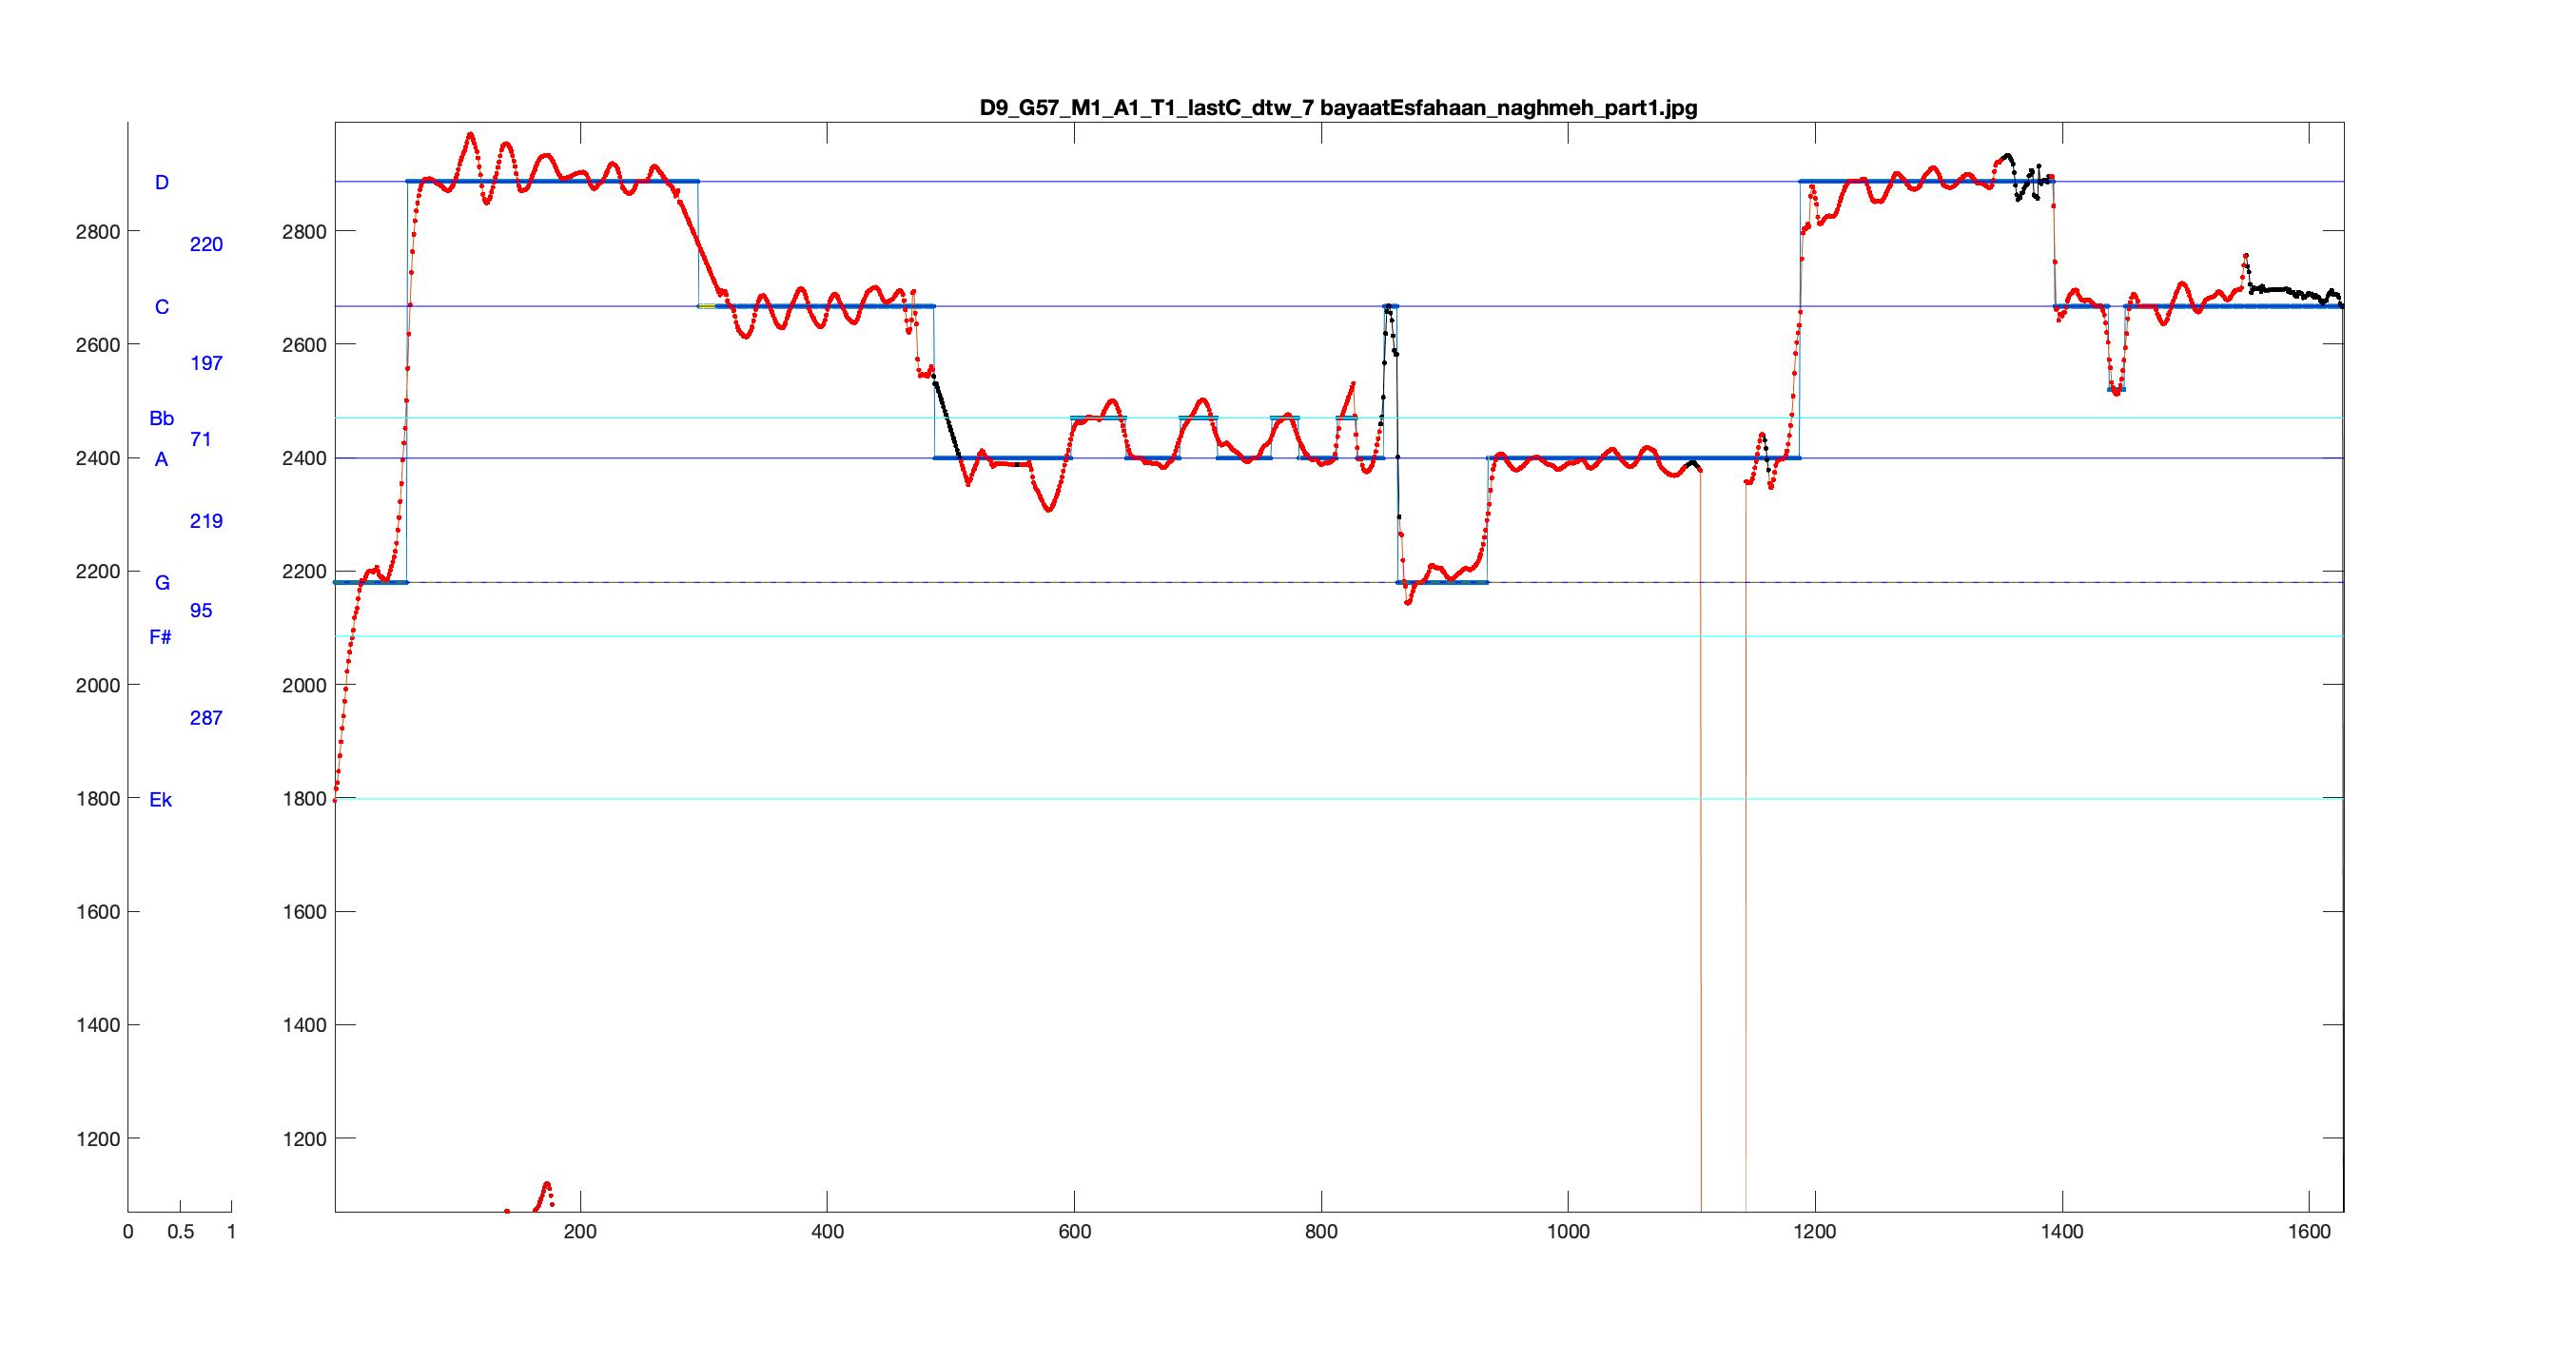 D9_G57_M1_A1_T1_lastC_dtw_7 bayaatEsfahaan_naghmeh_part1.jpg
D
2800 220 2800
C
2600 197 2600
Bb
71
2400 A 2400
219
2200 G 2200
95
F#
2000 2000
287
1800 Ek 1800
1600 1600
1400 1400
1200 1200
0 0.5 1 200 400 600 800 1000 1200 1400 1600